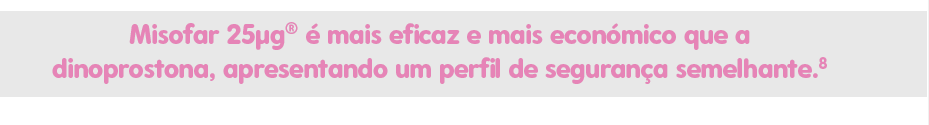 Misofar 25µg® é mais eficaz e mais económico que a
dinoprostona, apresentando um perfil de segurança semelhante.⁸